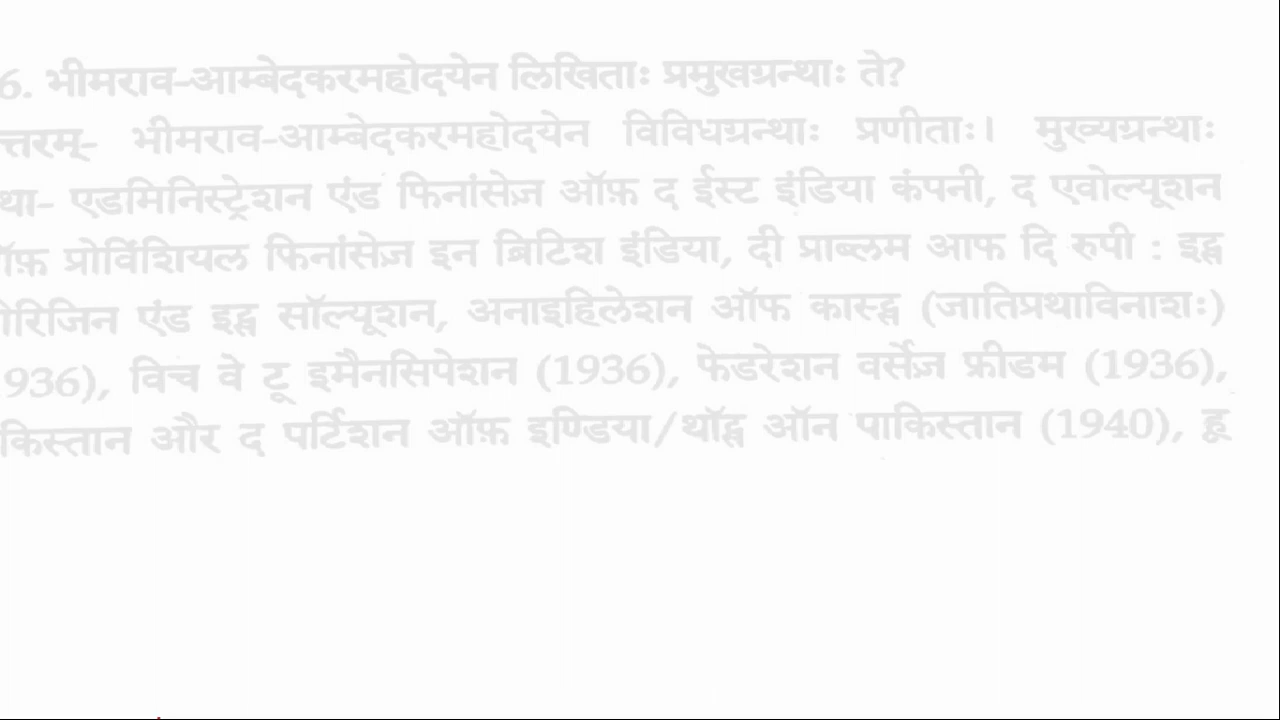 6. भीमराव-आम्बेदकरमहोदयेन लिखिताः प्रमुखग्रन्थाः ते?
त्तरम्- भीमराव-आम्बेदकरमहोदयेन विविधग्रन्थाः प्रणीताः। मुख्यग्रन्थाः
था- एडमिनिस्ट्रेशन एंड फिनांसेज़ ऑफ़ द ईस्ट इंडिया कंपनी, द एवोल्यूशन
ऑफ़ प्रोविंशियल फिनांसेज़ इन ब्रिटिश इंडिया, दी प्राब्लम आफ दि रुपी : इट्स
ोरिजिन एंड इट्स सॉल्यूशन, अनाइहिलेशन ऑफ कास्ट्स (जातिप्रथाविनाशः)
936), विच वे टू इमैनसिपेशन (1936), फेडरेशन वर्सेज़ फ्रीडम (1936),
किस्तान और द पर्टिशन ऑफ़ इण्डिया/थॉट्स ऑन पाकिस्तान (1940), हू